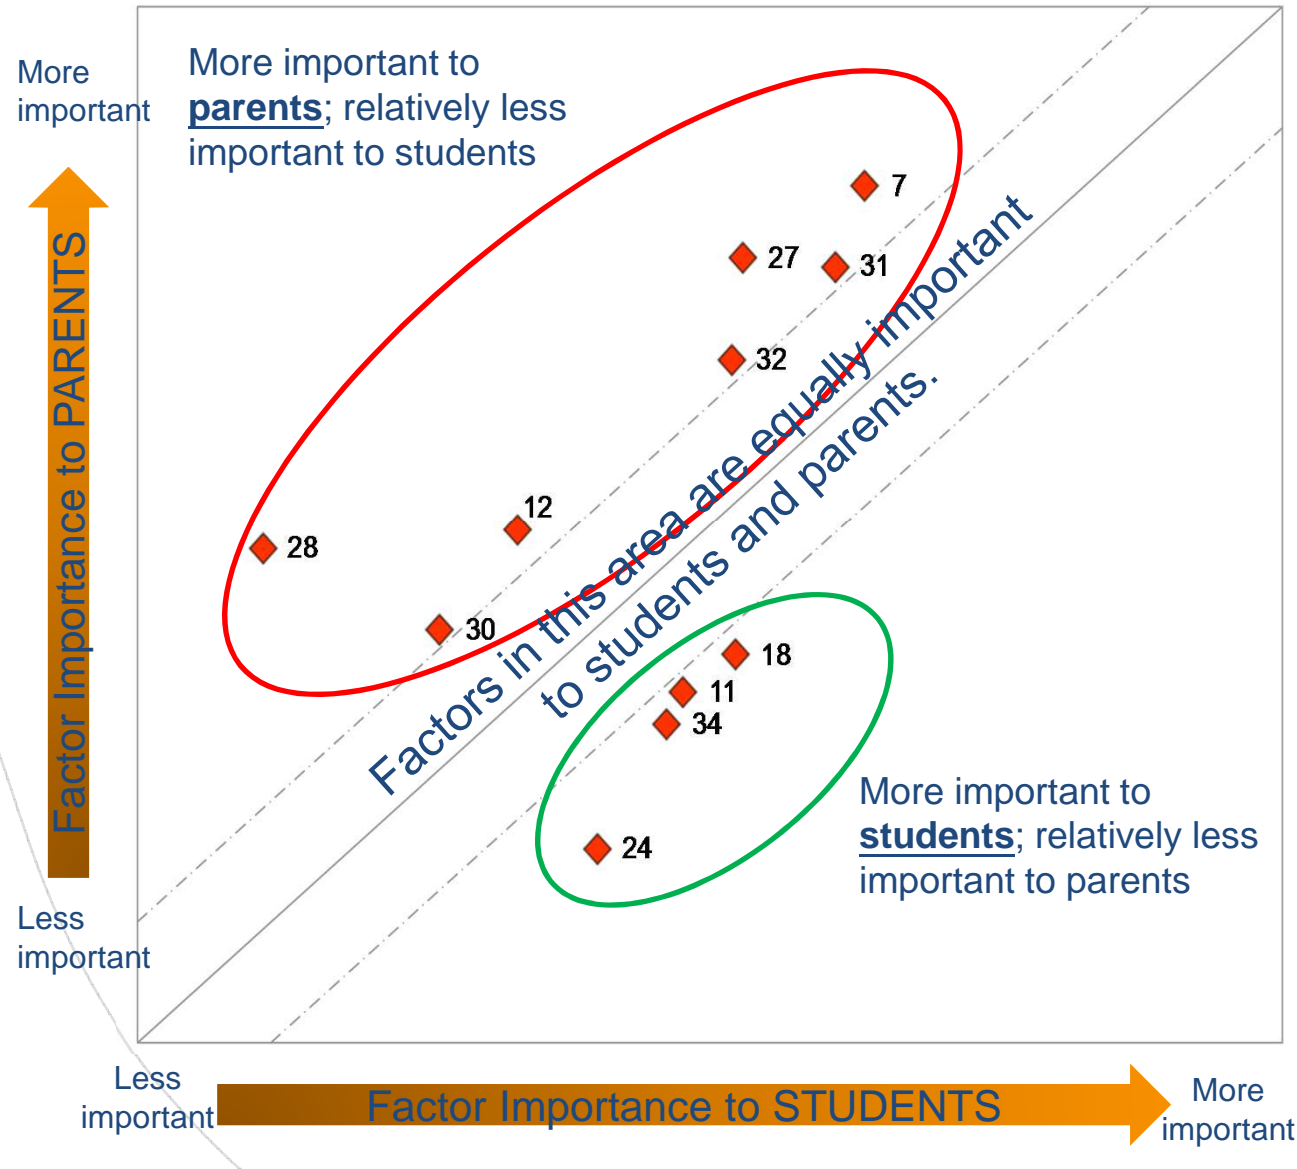 More
important
More important to
parents; relatively less
important to students
7
27
31
32
12
28
30
Factors in this area are equally important
to students and parents.
18
11
34
24
More important to
students; relatively less
important to parents
Factor Importance to PARENTS
Less
important
Less
important
Factor Importance to STUDENTS
More
important